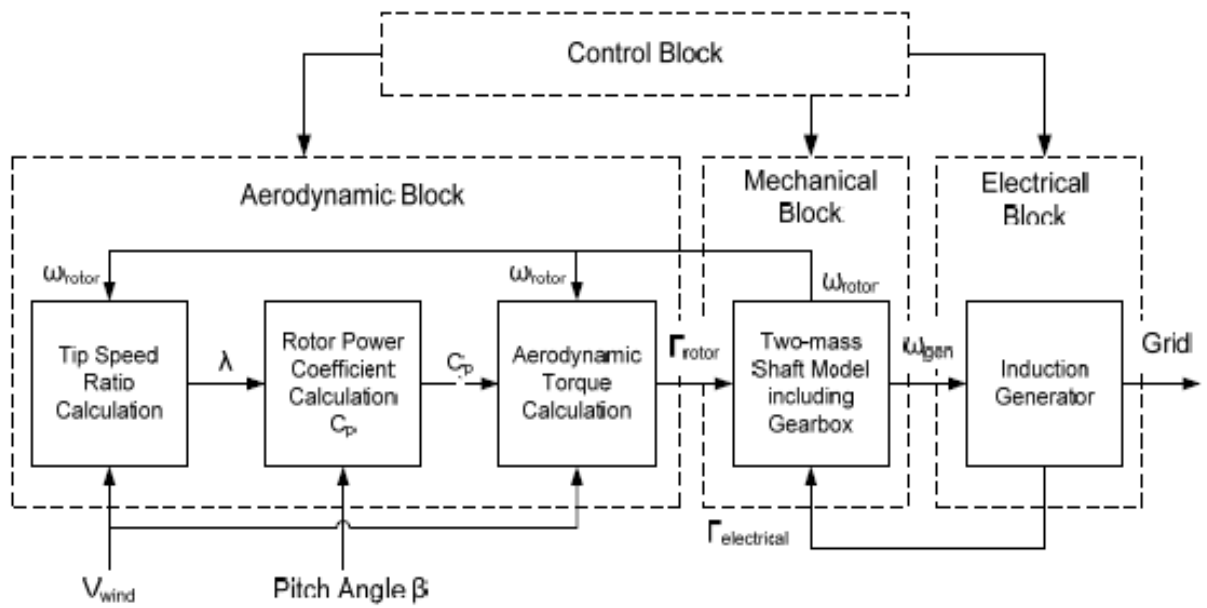 Control Block
Aerodynamic Block
Mechanical
Block
Electrical
Block
ωrotor
ωrotor
ωrotor
Tip Speed
Ratio
Calculation
λ
Rotor Power
Coefficient
Calculation
Cp
Cp
Aerodynamic
Torque
Calculation
Γrotor
Two-mass
Shaft Model
including
Gearbox
ωgen
Induction
Generator
Grid
Γelectrical
Vwind
Pitch Angle β